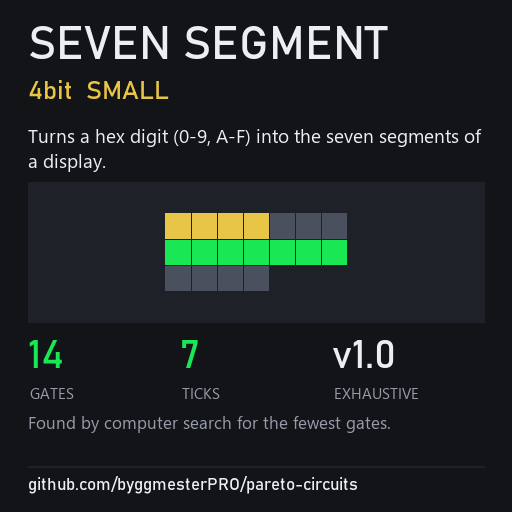 SEVEN SEGMENT
4bit SMALL
Turns a hex digit (0-9, A-F) into the seven segments of
a display.
14 7 v1.0
GATES TICKS EXHAUSTIVE
Found by computer search for the fewest gates.
github.com/byggmesterPRO/pareto-circuits